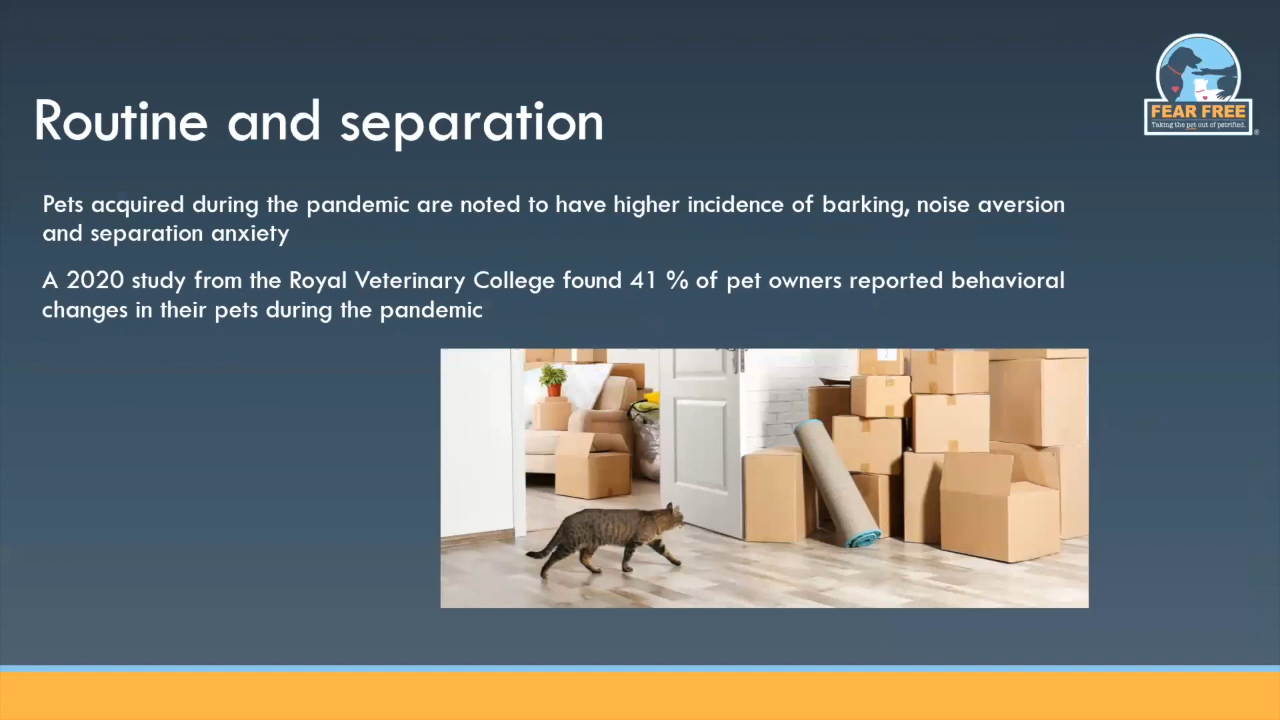 FEAR FREE
Taking the pet out of petrified.
®
Routine and separation
Pets acquired during the pandemic are noted to have higher incidence of barking, noise aversion
and separation anxiety
A 2020 study from the Royal Veterinary College found 41 % of pet owners reported behavioral
changes in their pets during the pandemic